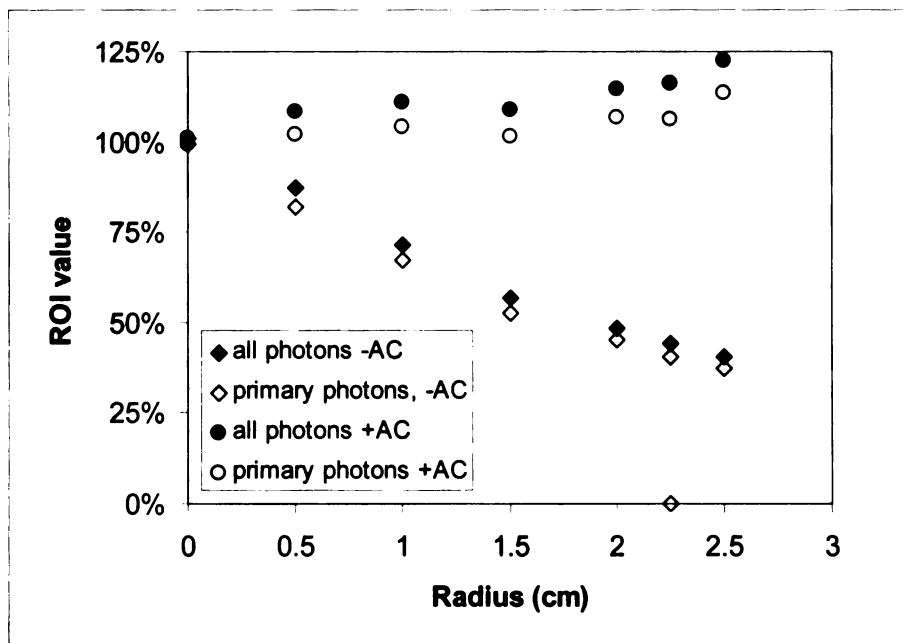 125%
100%
75%
50%
25%
0%
ROI value
◆ all photons -AC
◇ primary photons, -AC
● all photons +AC
○ primary photons +AC
0 0.5 1 1.5 2 2.5 3
Radius (cm)